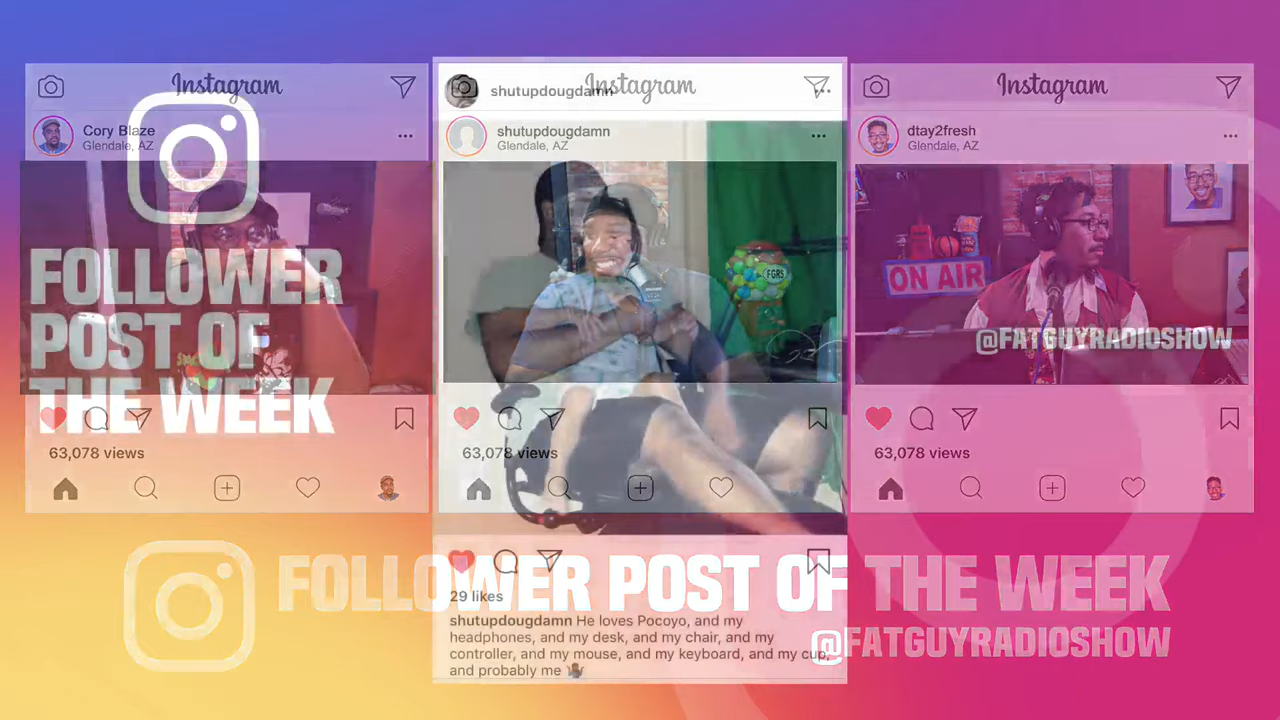 Instagram
Cory Blaze
Glendale, AZ
FOLLOWER
POST OF
THE WEEK
63,078 views
shutupdougdamn
Instagram
shutupdougdamn
Glendale, AZ
FGRS
63,078 views
Instagram
dtay2fresh
Glendale, AZ
ON AIR
@FATGUYRADIOSHOW
63,078 views
FOLLOWER POST OF THE WEEK
@FATGUYRADIOSHOW
29 likes
shutupdougdamn He loves Pocoyo, and my
headphones, and my desk, and my chair, and my
controller, and my mouse, and my keyboard, and my cup,
and probably me